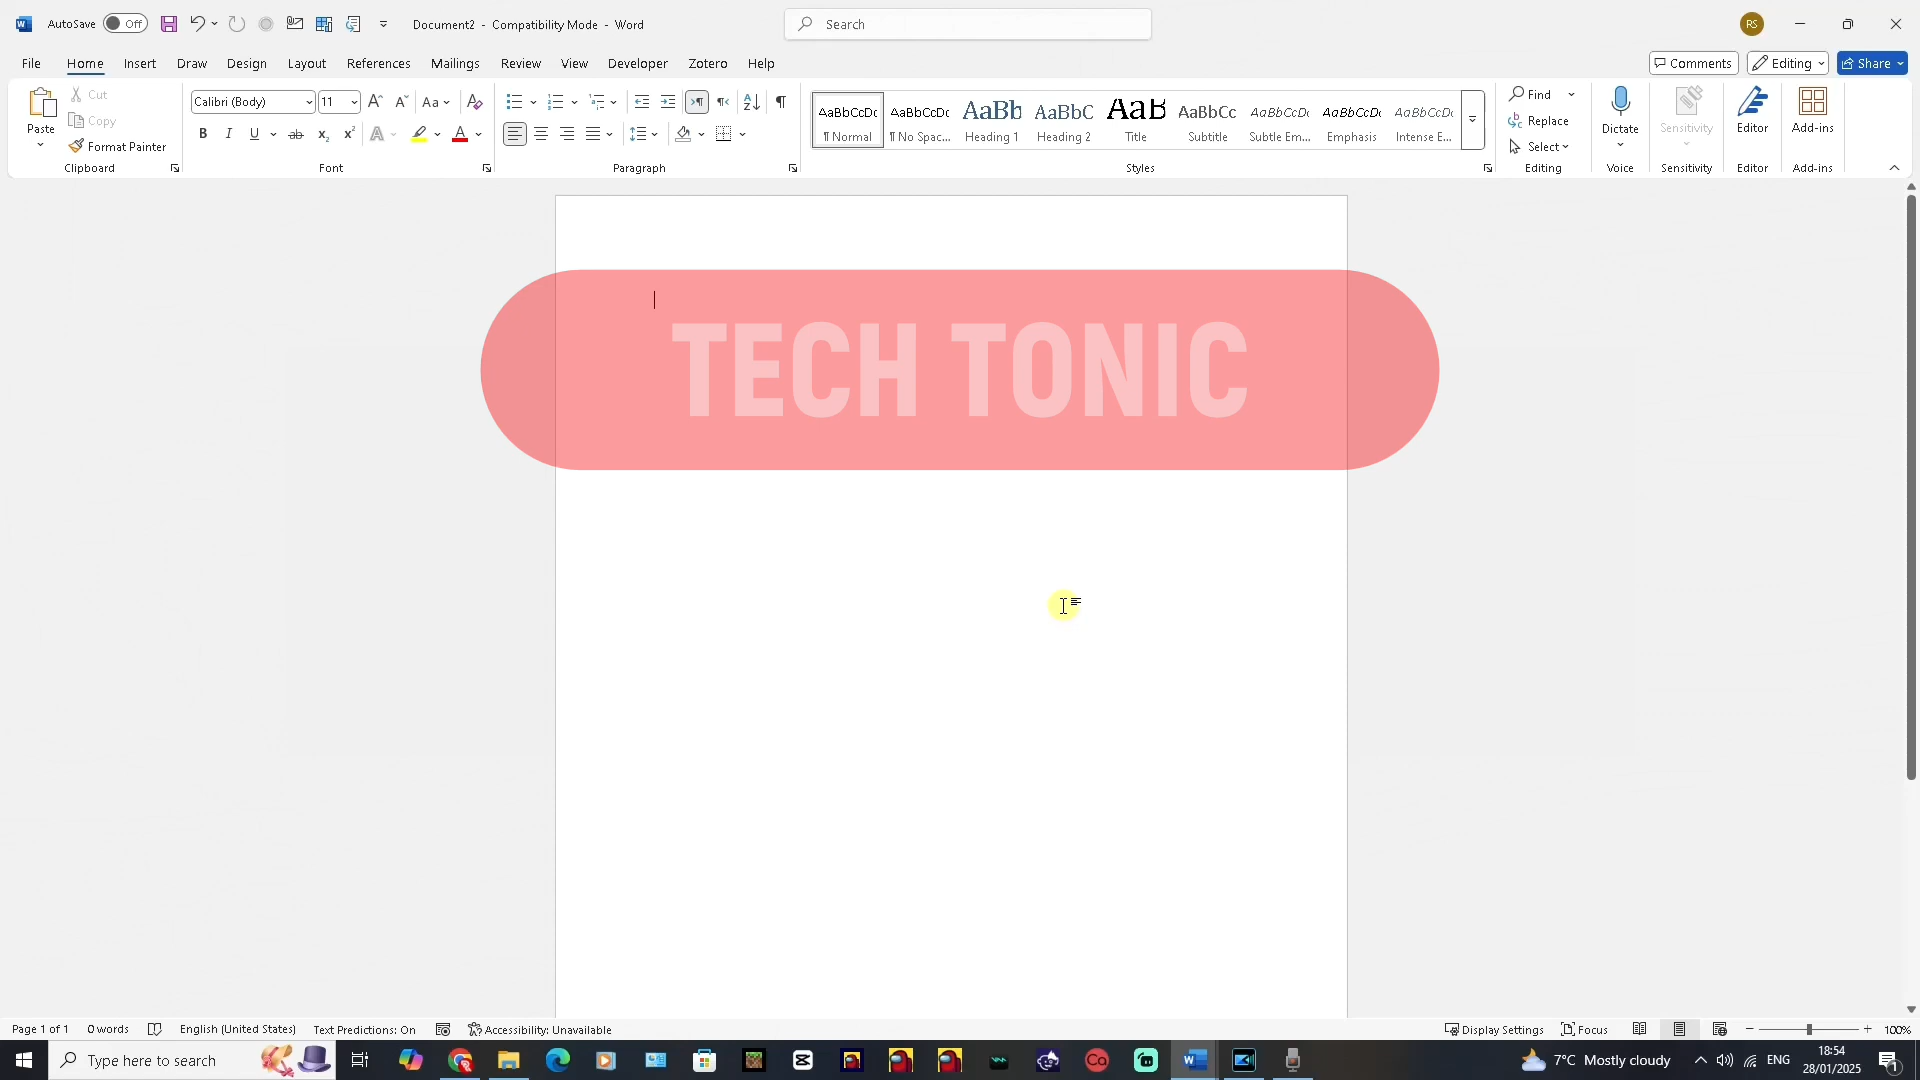 AutoSave Off Document2 - Compatibility Mode - Word Search RS
File Home Insert Draw Design Layout References Mailings Review View Developer Zotero Help Comments Editing Share
Paste Cut Copy Format Painter Clipboard
Calibri (Body) 11 Aa Font
Paragraph
AaBbCcDc AaBbCcDc AaBb AaBbC AaB AaBbCc AaBbCcDc AaBbCcDc AaBbCcDc
¶ Normal ¶ No Spac... Heading 1 Heading 2 Title Subtitle Subtle Em... Emphasis Intense E...
Styles
Find Replace Select Editing
Dictate Voice
Sensitivity Sensitivity
Editor Editor
Add-ins Add-ins
TECH TONIC
Page 1 of 1 0 words English (United States) Text Predictions: On Accessibility: Unavailable Display Settings Focus 100%
Type here to search 7°C Mostly cloudy ENG 18:54
28/01/2025